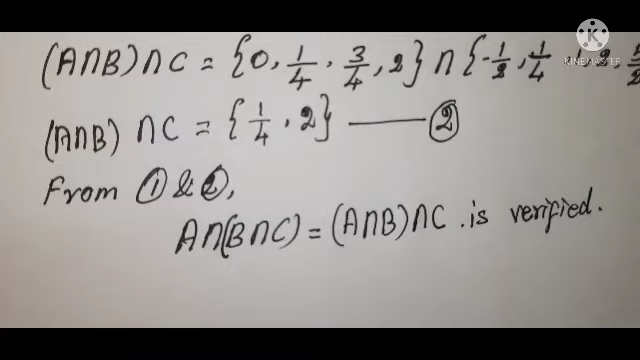 KINEMASTER
(A∩B)∩C = {0, 1/4, 3/4, 2} ∩ {-1/2, 1/4
(A∩B) ∩C = {1/4, 2} —— ②
From ① & ②,
A∩(B∩C) = (A∩B)∩C . is verified.